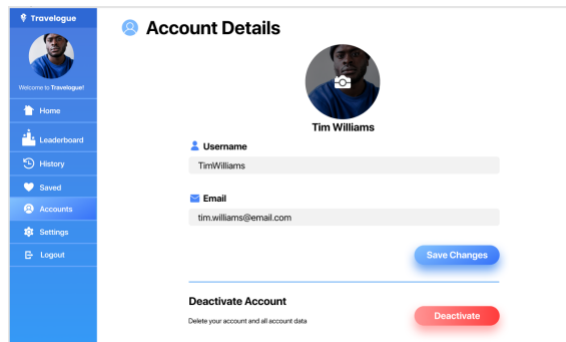 Travelogue
Welcome to Travelogue!
Home
Leaderboard
History
Saved
Accounts
Settings
Logout
Account Details
Tim Williams
Username
TimWilliams
Email
tim.williams@email.com
Save Changes
Deactivate Account
Delete your account and all account data
Deactivate